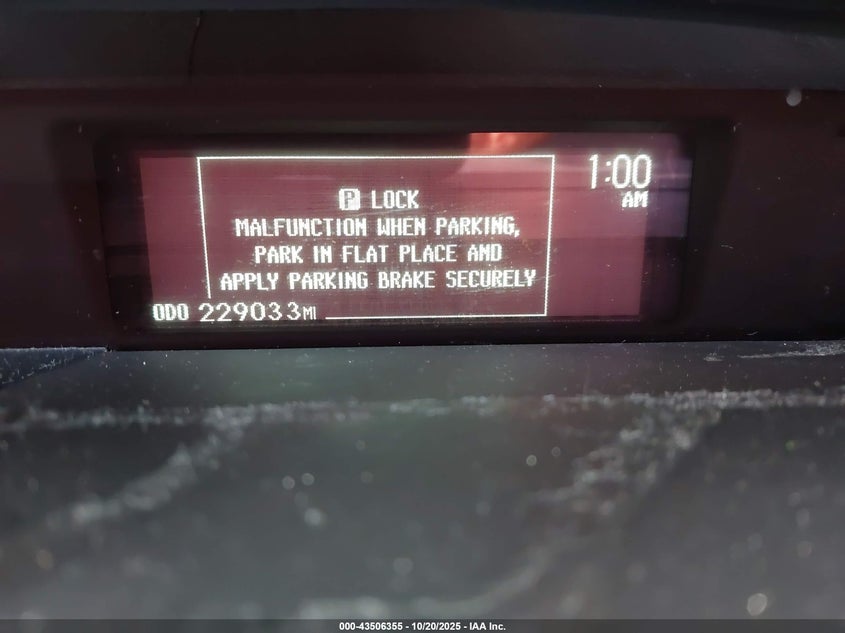 P LOCK
MALFUNCTION WHEN PARKING,
PARK IN FLAT PLACE AND
APPLY PARKING BRAKE SECURELY
1:00
AM
ODO 229033MI
000-43506355 - 10/20/2025 - IAA Inc.